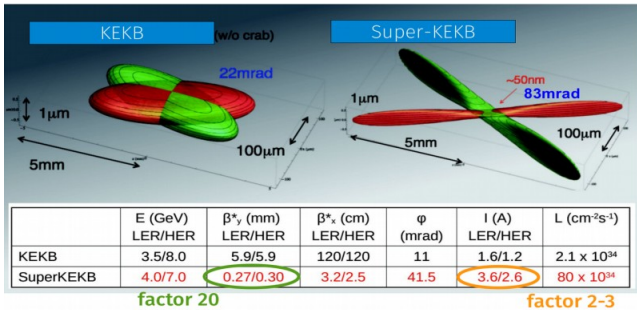 KEKB
(w/o crab)
Super-KEKB
22mrad
~50nm
83mrad
1μm
1μm
100μm
100μm
5mm
5mm
E (GeV) β*y (mm) β*x (cm) φ I (A) L (cm-2s-1)
LER/HER LER/HER LER/HER (mrad) LER/HER
KEKB 3.5/8.0 5.9/5.9 120/120 11 1.6/1.2 2.1 x 10³⁴
SuperKEKB 4.0/7.0 0.27/0.30 3.2/2.5 41.5 3.6/2.6 80 x 10³⁴
factor 20 factor 2-3